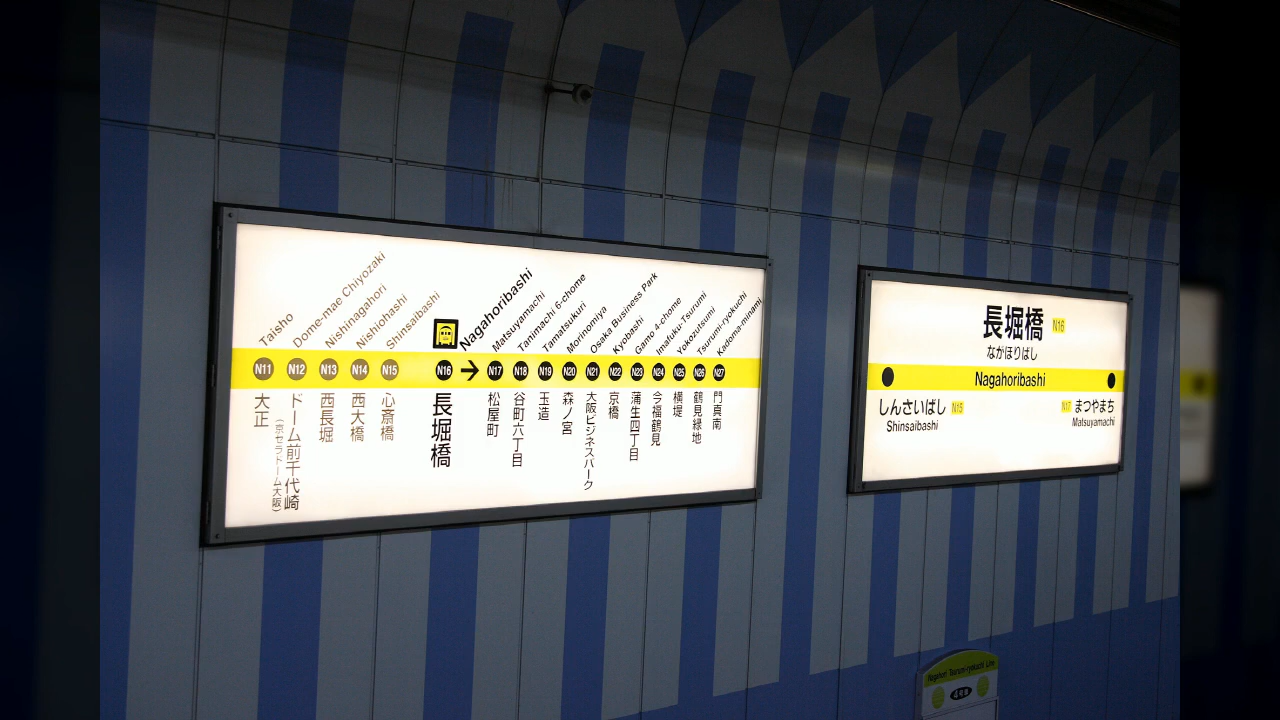 Taisho
Dome-mae Chiyozaki
Nishinagahori
Nishiohashi
Shinsaibashi
Nagahoribashi
Matsuyamachi
Tamachi 6-chome
Tamatsukuri
Morinomiya
Osaka Business Park
Kyobashi
Gamo 4-chome
Imafuku-Tsurumi
Yokozutsumi
Tsurumi-ryokuchi
Kadoma-minami
N11 N12 N13 N14 N15 N16 → N17 N18 N19 N20 N21 N22 N23 N24 N25 N26 N27
大正
ドーム前千代崎
(京セラドーム大阪)
西長堀
西大橋
心斎橋
長堀橋
松屋町
谷町六丁目
玉造
森ノ宮
大阪ビジネスパーク
京橋
蒲生四丁目
今福鶴見
横堤
鶴見緑地
門真南
長堀橋 N16
ながほりばし
Nagahoribashi
しんさいばし N15
Shinsaibashi
N17 まつやまち
Matsuyamachi
Nagahori Tsurumi-ryokuchi Line